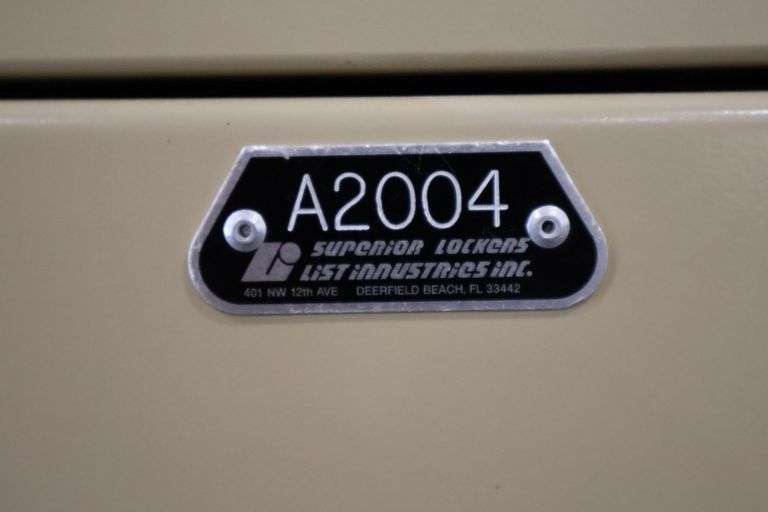 A2004
SUPERIOR LOCKERS
LIST INDUSTRIES INC.
401 NW 12th AVE DEERFIELD BEACH, FL 33442